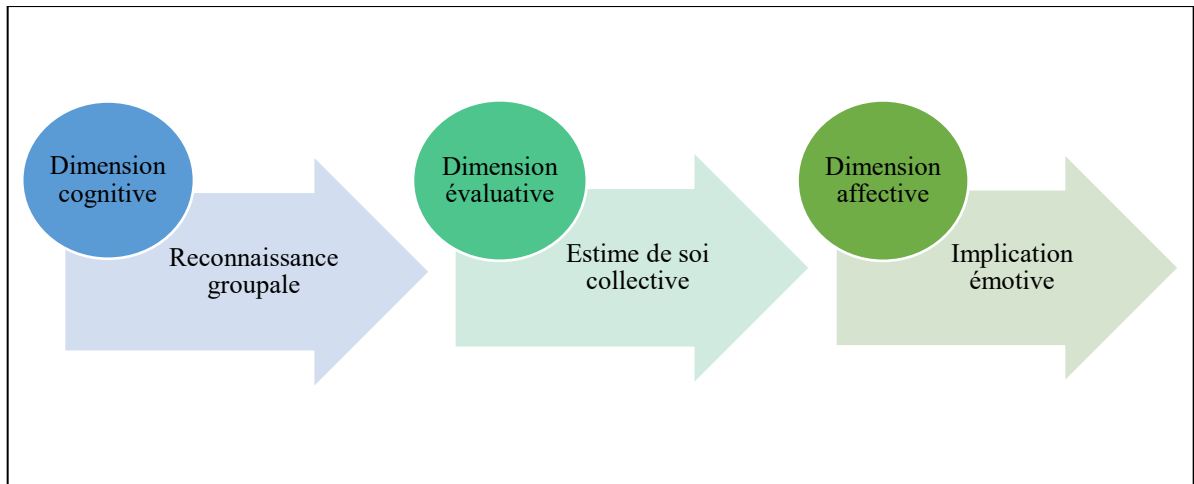 Dimension
cognitive
Reconnaissance
groupale
Dimension
évaluative
Estime de soi
collective
Dimension
affective
Implication
émotive